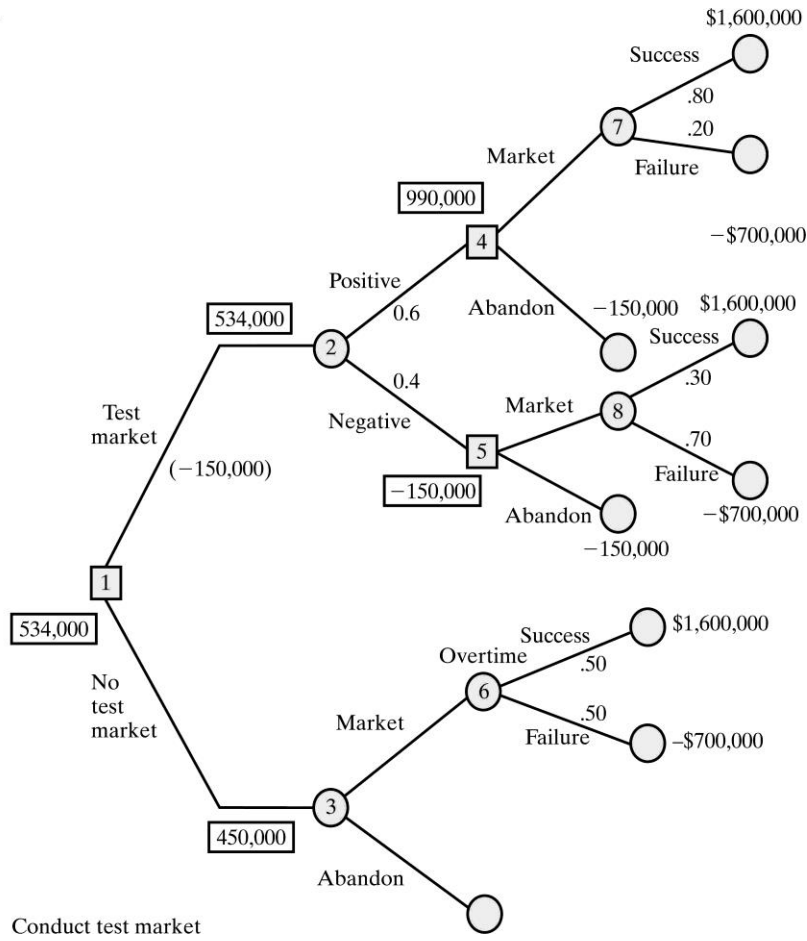 $1,600,000
Success
.80
7
.20
Market
Failure
990,000
4
−$700,000
Positive
Abandon
−150,000
$1,600,000
534,000
0.6
Success
2
0.4
.30
Market
8
Test
market
Negative
.70
(−150,000)
5
Failure
−150,000
Abandon
−$700,000
−150,000
1
534,000
Success
$1,600,000
Overtime
.50
No
test
market
6
.50
Market
Failure
–$700,000
3
450,000
Abandon
Conduct test market